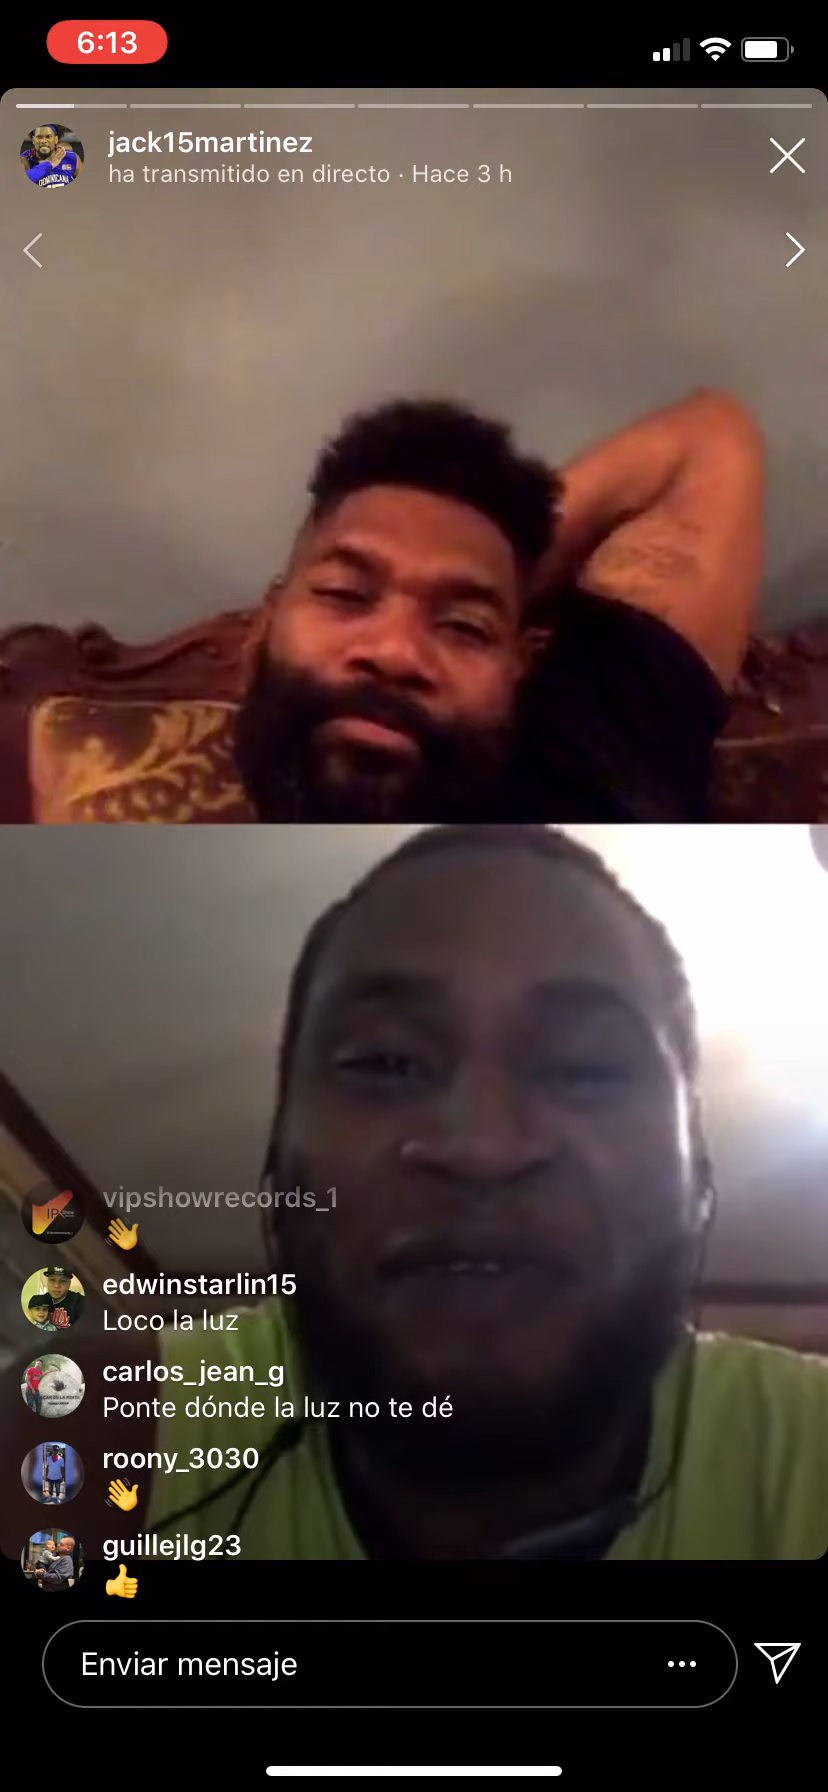 6:13
jack15martinez
ha transmitido en directo · Hace 3 h
DOMINICANA
vipshowrecords_1
👋
edwinstarlin15
Loco la luz
carlos_jean_g
Ponte dónde la luz no te dé
roony_3030
👋
guillejlg23
👍
Enviar mensaje